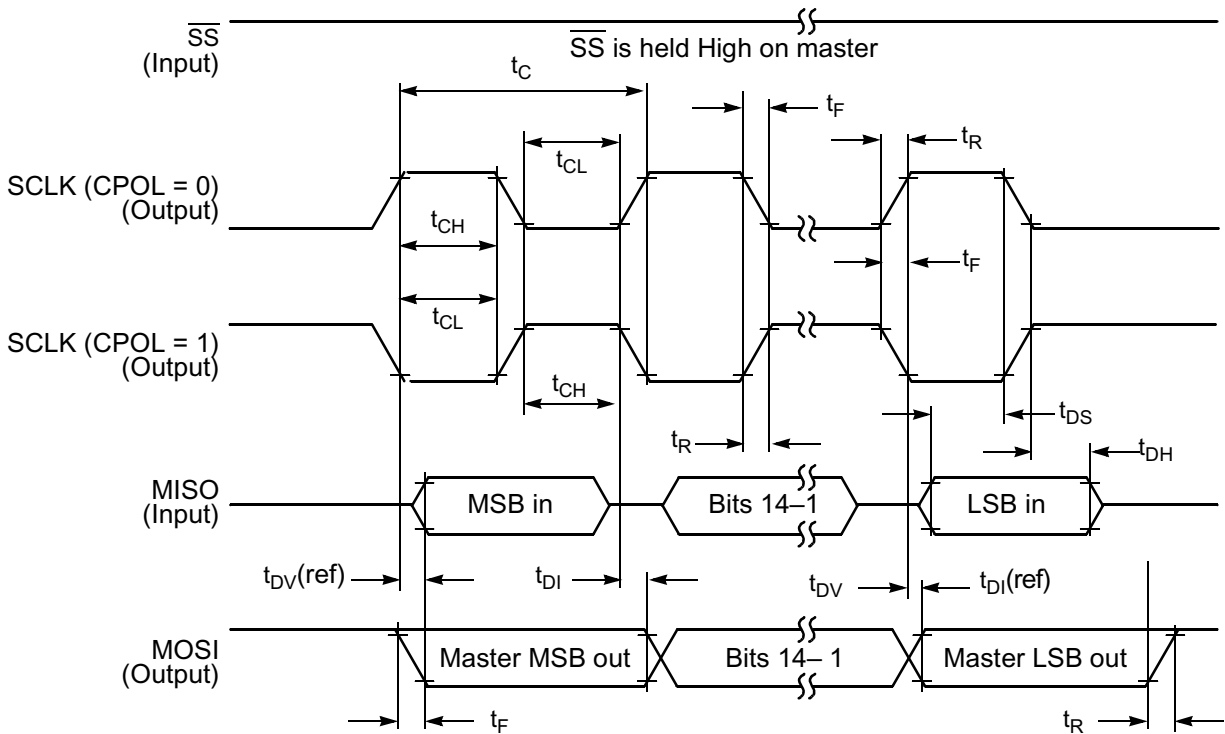 SS
(Input)
SS is held High on master
tC
tF
tR
tCL
SCLK (CPOL = 0)
(Output)
tCH
tF
tCL
SCLK (CPOL = 1)
(Output)
tCH
tDS
tR
tDH
MISO
(Input)
MSB in
Bits 14–1
LSB in
tDV(ref)
tDI
tDV
tDI(ref)
MOSI
(Output)
Master MSB out
Bits 14– 1
Master LSB out
tF
tR